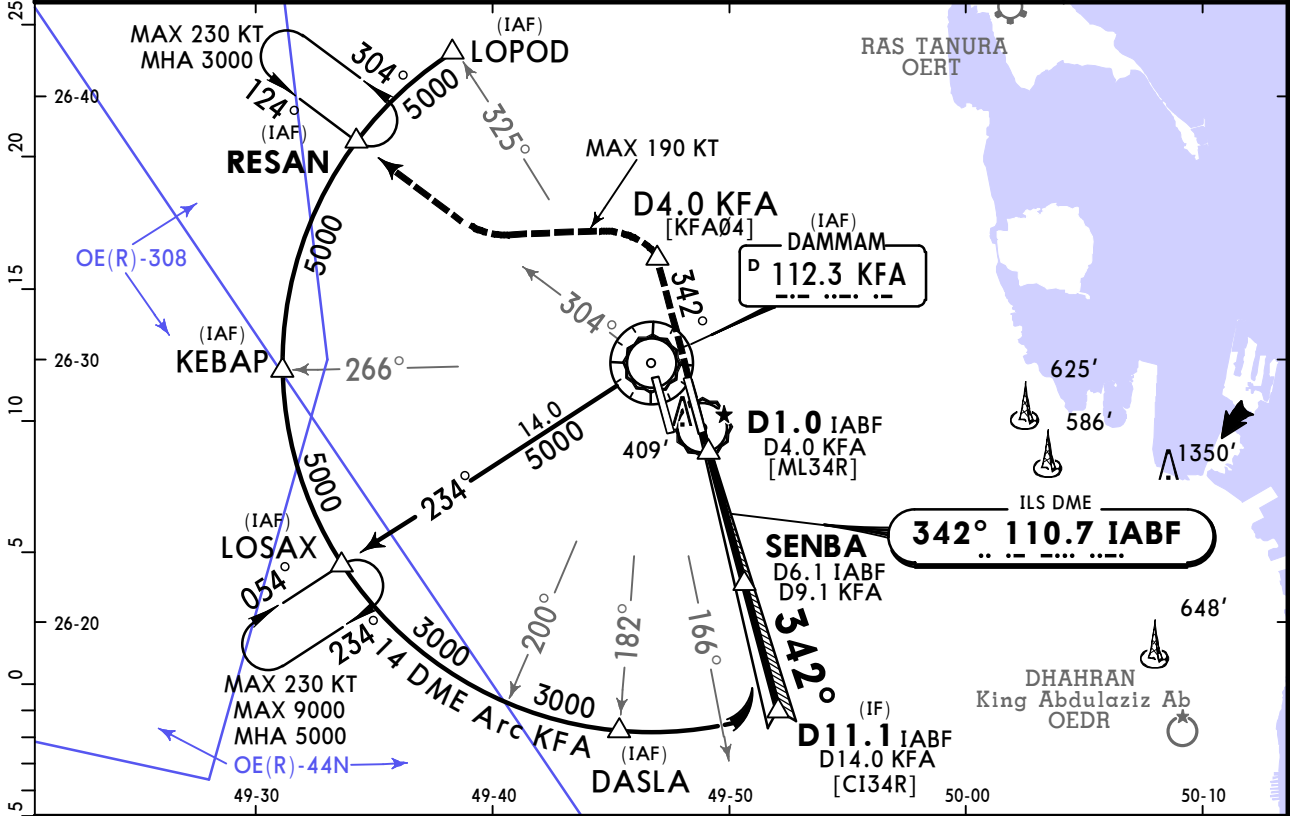 25
MAX 230 KT
MHA 3000
304°
124°
(IAF)
LOPOD
5000
325°
RAS TANURA
OERT
26-40
20
(IAF)
RESAN
MAX 190 KT
D4.0 KFA
[KFAØ4]
342°
(IAF)
DAMMAM
D 112.3 KFA
5000
OE(R)-308
15
304°
(IAF)
KEBAP
266°
26-30
10
14.0
5000
234°
409'
D1.0 IABF
D4.0 KFA
[ML34R]
625'
586'
1350'
ILS DME
342° 110.7 IABF
5000
(IAF)
LOSAX
054°
234°
5
SENBA
D6.1 IABF
D9.1 KFA
342°
26-20
200°
182°
166°
648'
3000
14 DME Arc KFA
3000
0
MAX 230 KT
MAX 9000
MHA 5000
OE(R)-44N
(IAF)
DASLA
(IF)
D11.1 IABF
D14.0 KFA
[CI34R]
DHAHRAN
King Abdulaziz Ab
OEDR
5
49-30
49-40
49-50
50-00
50-10